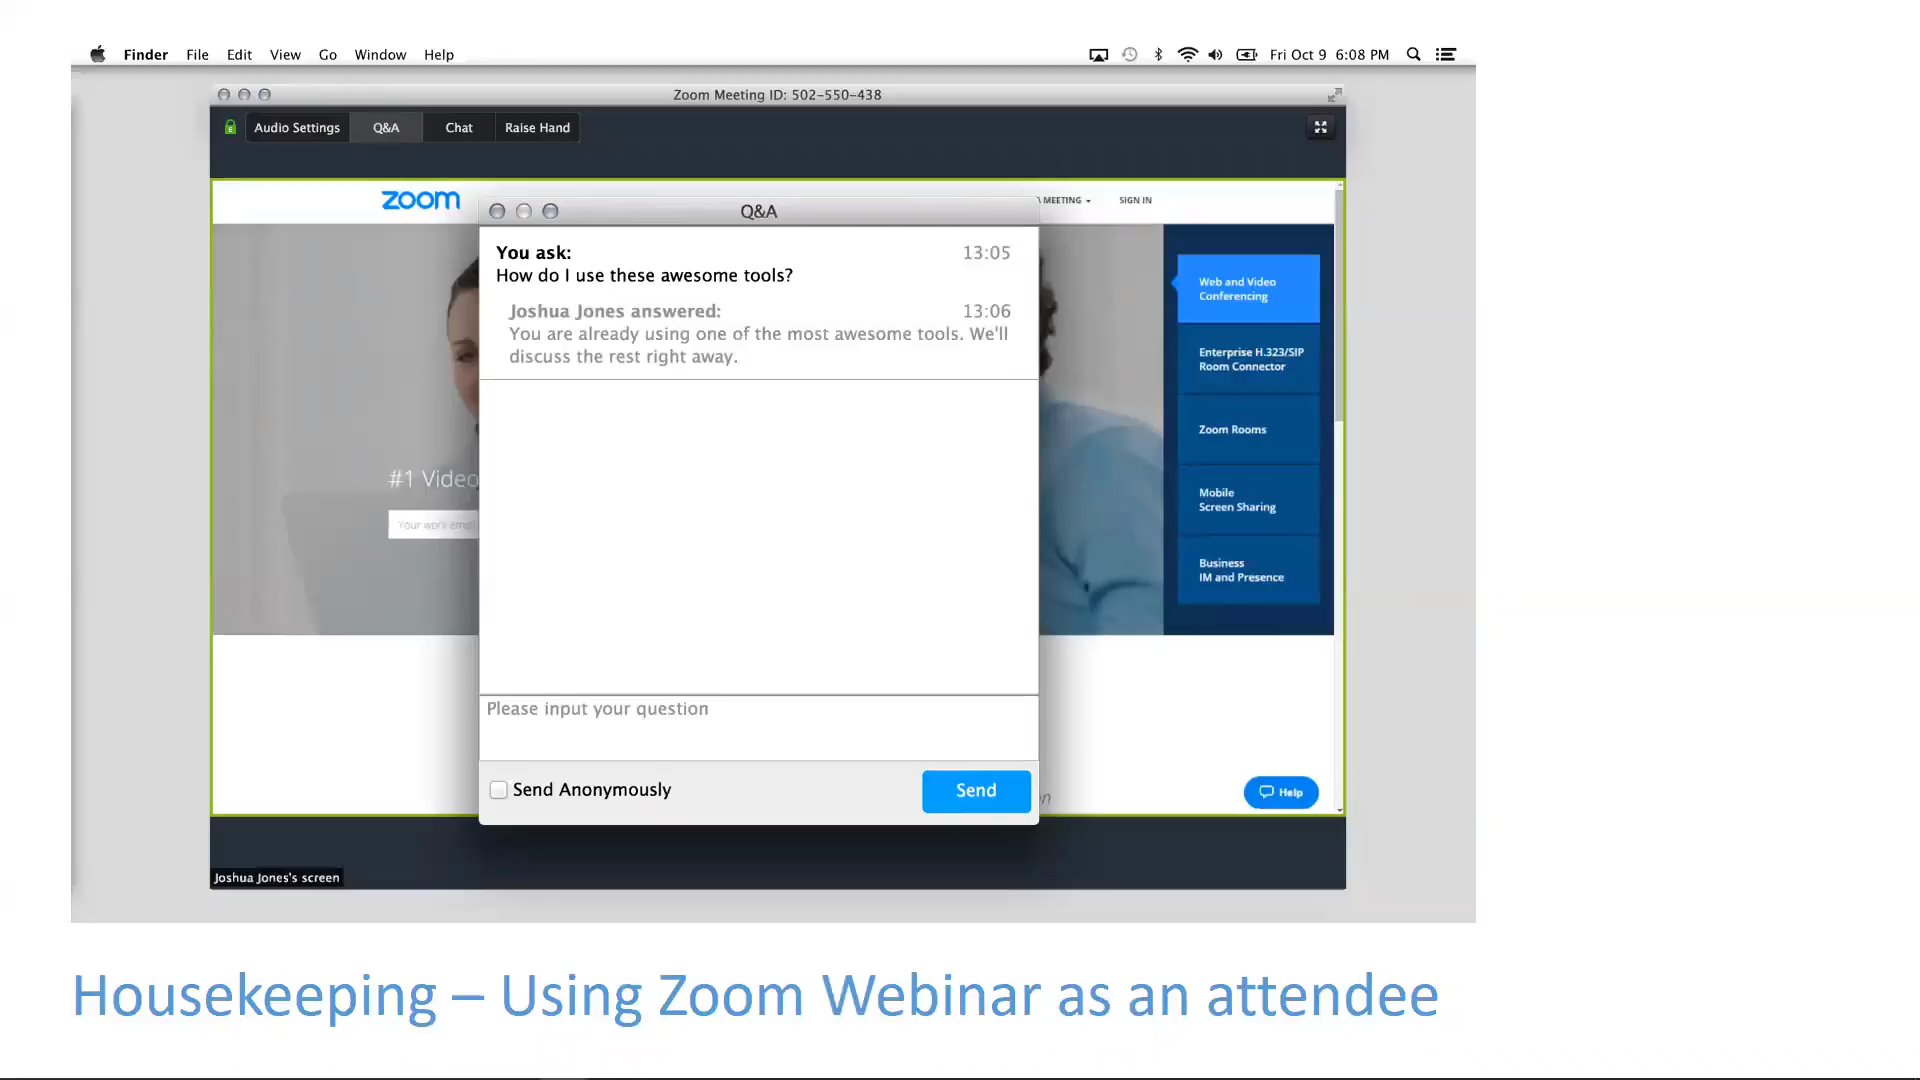 Finder File Edit View Go Window Help Fri Oct 9 6:08 PM
Zoom Meeting ID: 502-550-438
Audio Settings Q&A Chat Raise Hand
zoom
MEETING SIGN IN
Q&A
You ask: 13:05
How do I use these awesome tools?
Joshua Jones answered: 13:06
You are already using one of the most awesome tools. We'll
discuss the rest right away.
#1 Video
Your work email
Web and Video
Conferencing
Enterprise H.323/SIP
Room Connector
Zoom Rooms
Mobile
Screen Sharing
Business
IM and Presence
Please input your question
Send Anonymously Send
Help
Joshua Jones's screen
Housekeeping – Using Zoom Webinar as an attendee